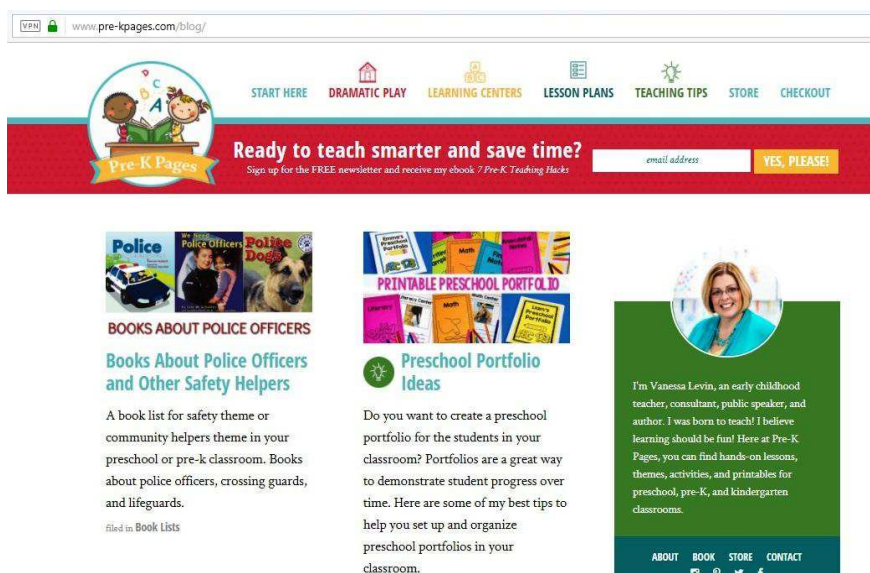 VPN www.pre-kpages.com/blog/
START HERE DRAMATIC PLAY LEARNING CENTERS LESSON PLANS TEACHING TIPS STORE CHECKOUT
Pre-K Pages
Ready to teach smarter and save time?
Sign up for the FREE newsletter and receive my ebook 7 Pre-K Teaching Hacks
email address YES, PLEASE!
Police
We Need
Police Officers
Police
Dogs
BOOKS ABOUT POLICE OFFICERS
Books About Police Officers
and Other Safety Helpers
A book list for safety theme or
community helpers theme in your
preschool or pre-k classroom. Books
about police officers, crossing guards,
and lifeguards.
filed in Book Lists
Math
PRINTABLE PRESCHOOL PORTFOLIO
Math
Preschool Portfolio
Ideas
Do you want to create a preschool
portfolio for the students in your
classroom? Portfolios are a great way
to demonstrate student progress over
time. Here are some of my best tips to
help you set up and organize
preschool portfolios in your
classroom.
I'm Vanessa Levin, an early childhood
teacher, consultant, public speaker, and
author. I was born to teach! I believe
learning should be fun! Here at Pre-K
Pages, you can find hands-on lessons,
themes, activities, and printables for
preschool, pre-K, and kindergarten
classrooms.
ABOUT BOOK STORE CONTACT